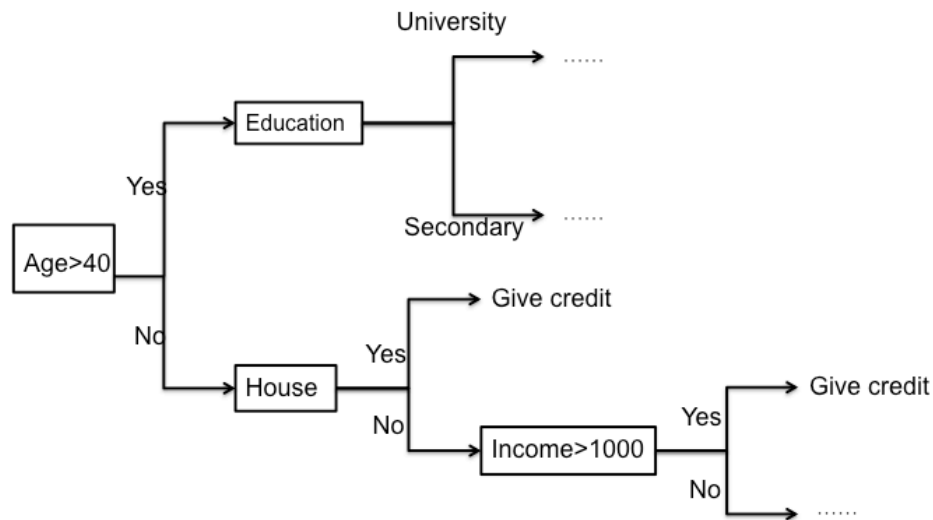 University
......
Education
Yes
Secondary
......
Age>40
No
Give credit
Yes
House
No
Give credit
Income>1000
Yes
No
......